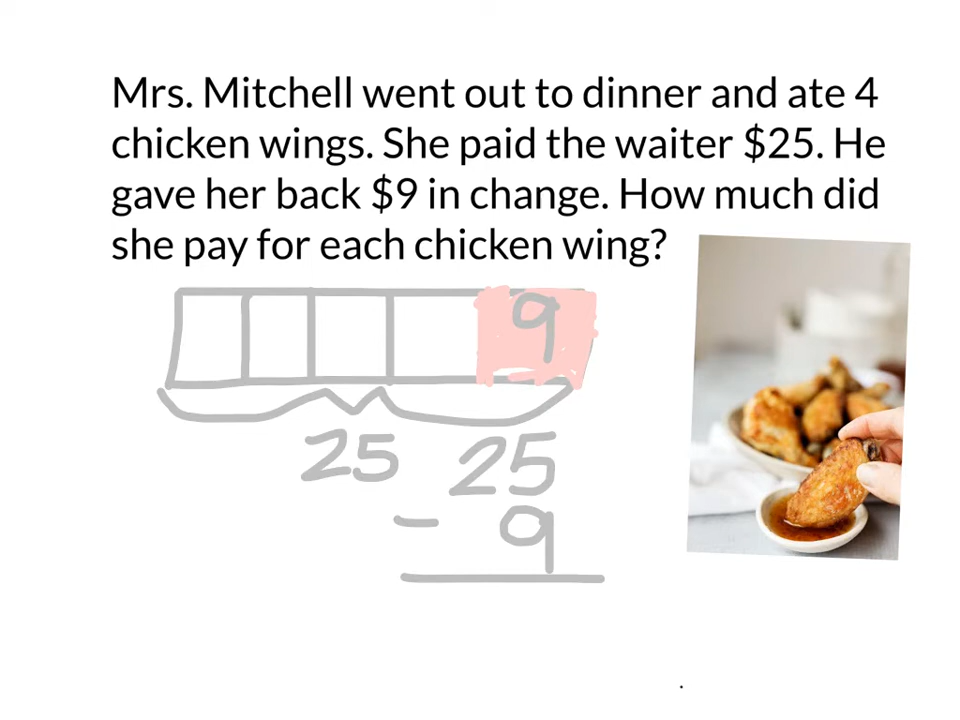 Mrs. Mitchell went out to dinner and ate 4
chicken wings. She paid the waiter $25. He
gave her back $9 in change. How much did
she pay for each chicken wing?
9
25 25
- 9